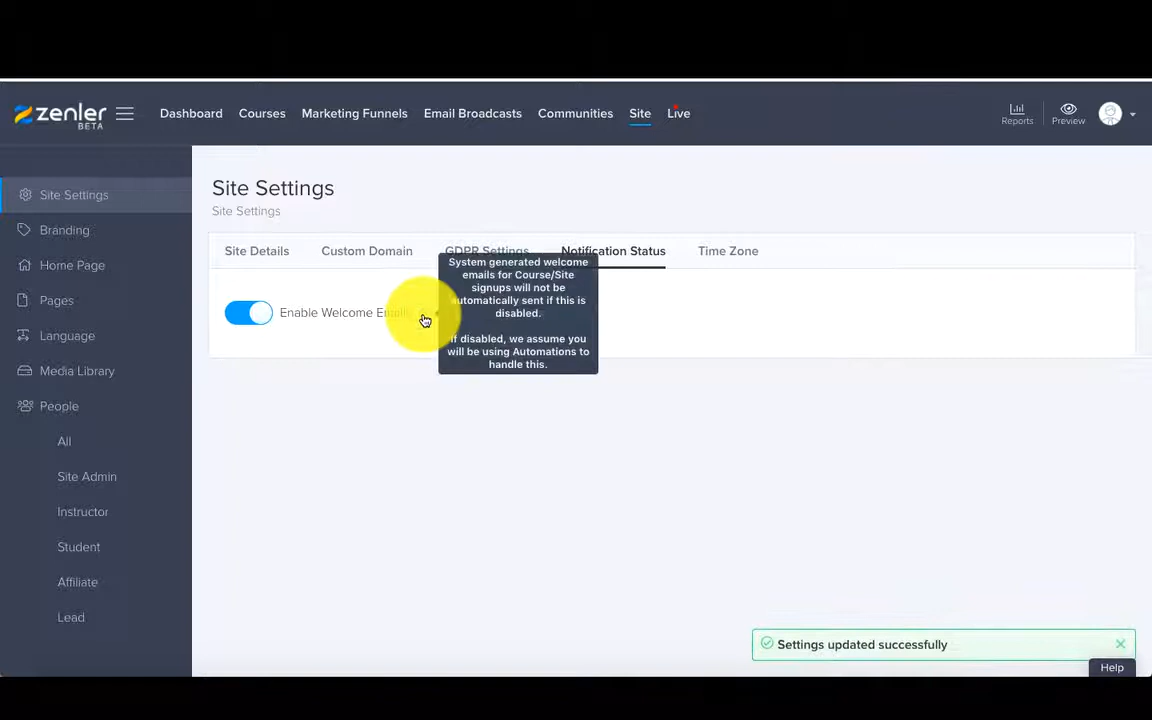 zenler
BETA
Dashboard
Courses
Marketing Funnels
Email Broadcasts
Communities
Site
Live
Reports
Preview
Site Settings
Branding
Home Page
Pages
Language
Media Library
People
All
Site Admin
Instructor
Student
Affiliate
Lead
Site Settings
Site Settings
Site Details
Custom Domain
GDPR Settings
Notification Status
Time Zone
Enable Welcome Emails
System generated welcome
emails for Course/Site
signups will not be
automatically sent if this is
disabled.
If disabled, we assume you
will be using Automations to
handle this.
Settings updated successfully
Help